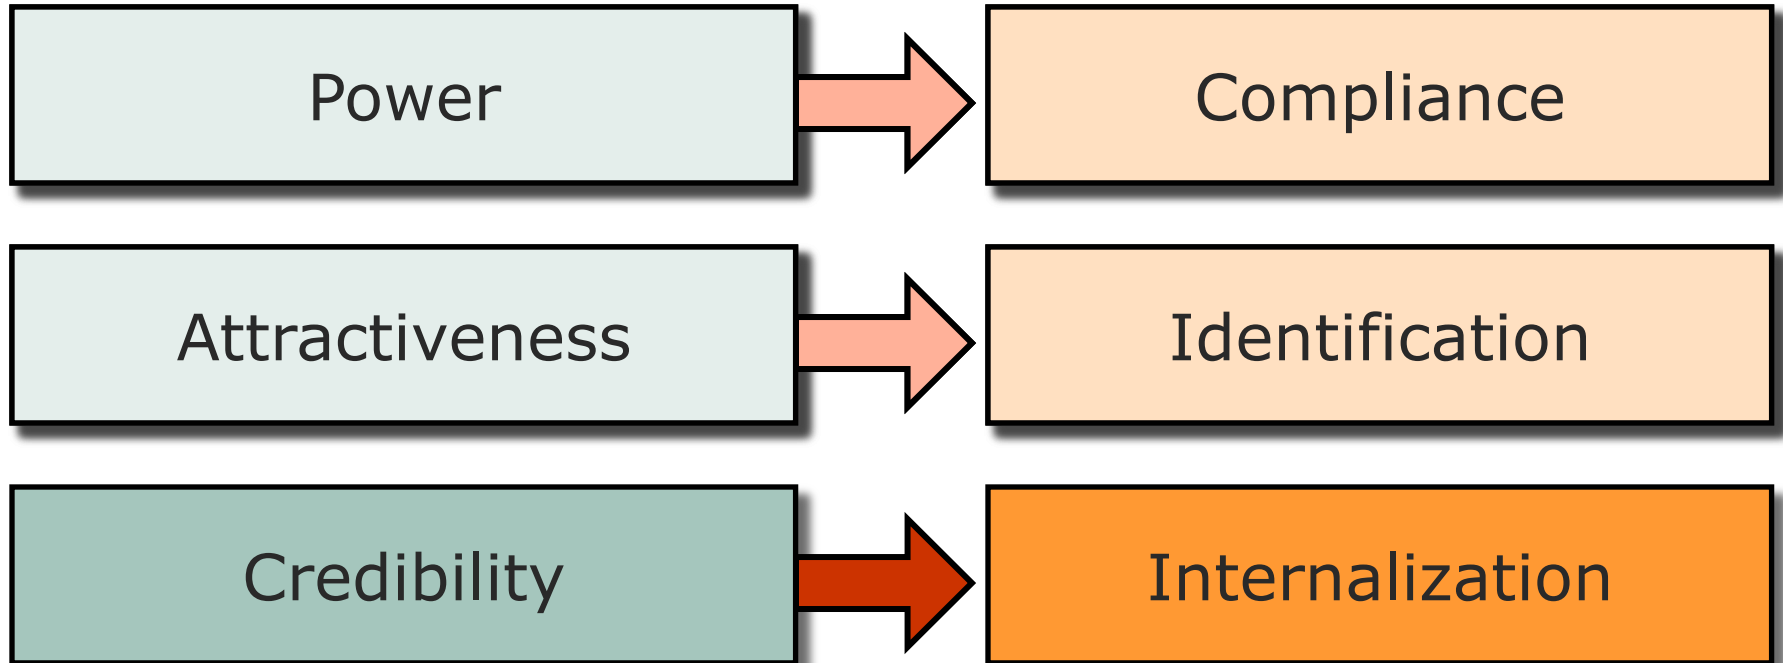 Power
Compliance
Attractiveness
Identification
Credibility
Internalization